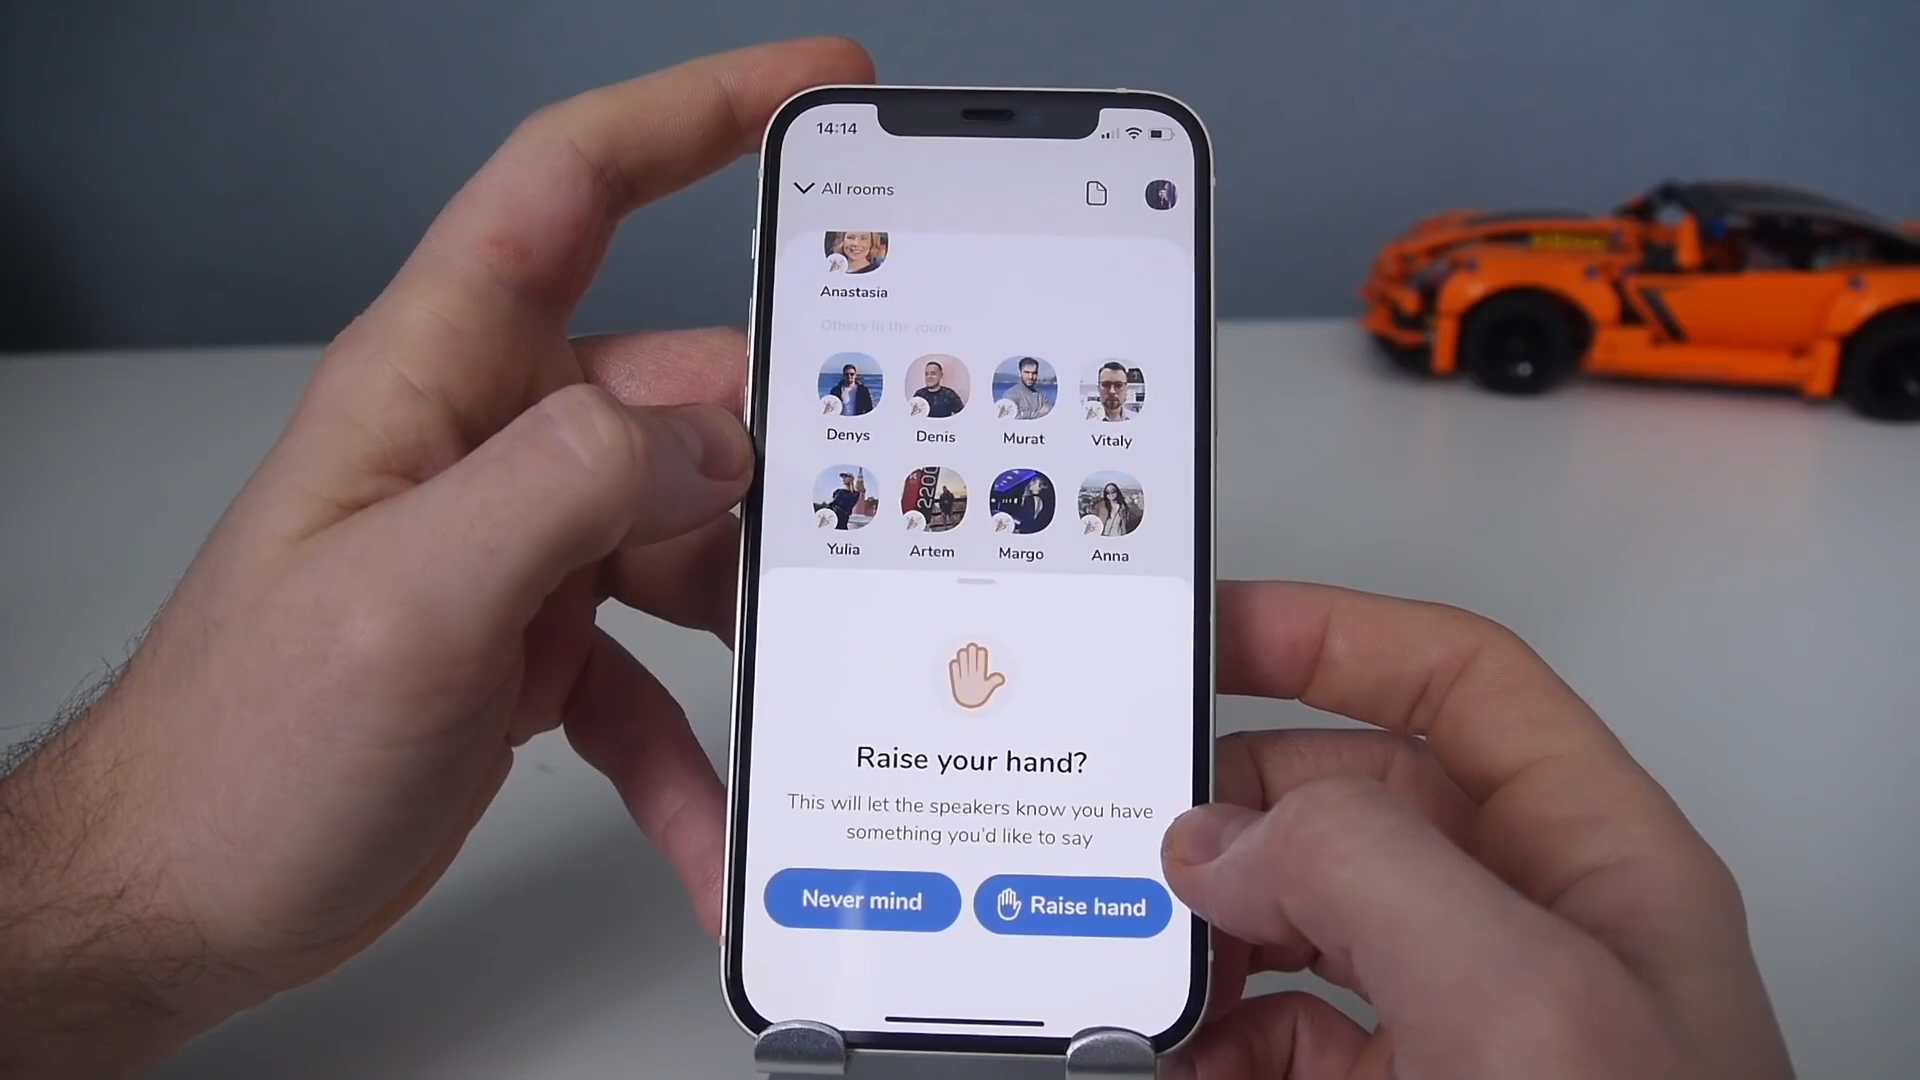 14:14
All rooms
Anastasia
Others in the room
Denys Denis Murat Vitaly
2200
Yulia Artem Margo Anna
Raise your hand?
This will let the speakers know you have
something you'd like to say
Never mind Raise hand